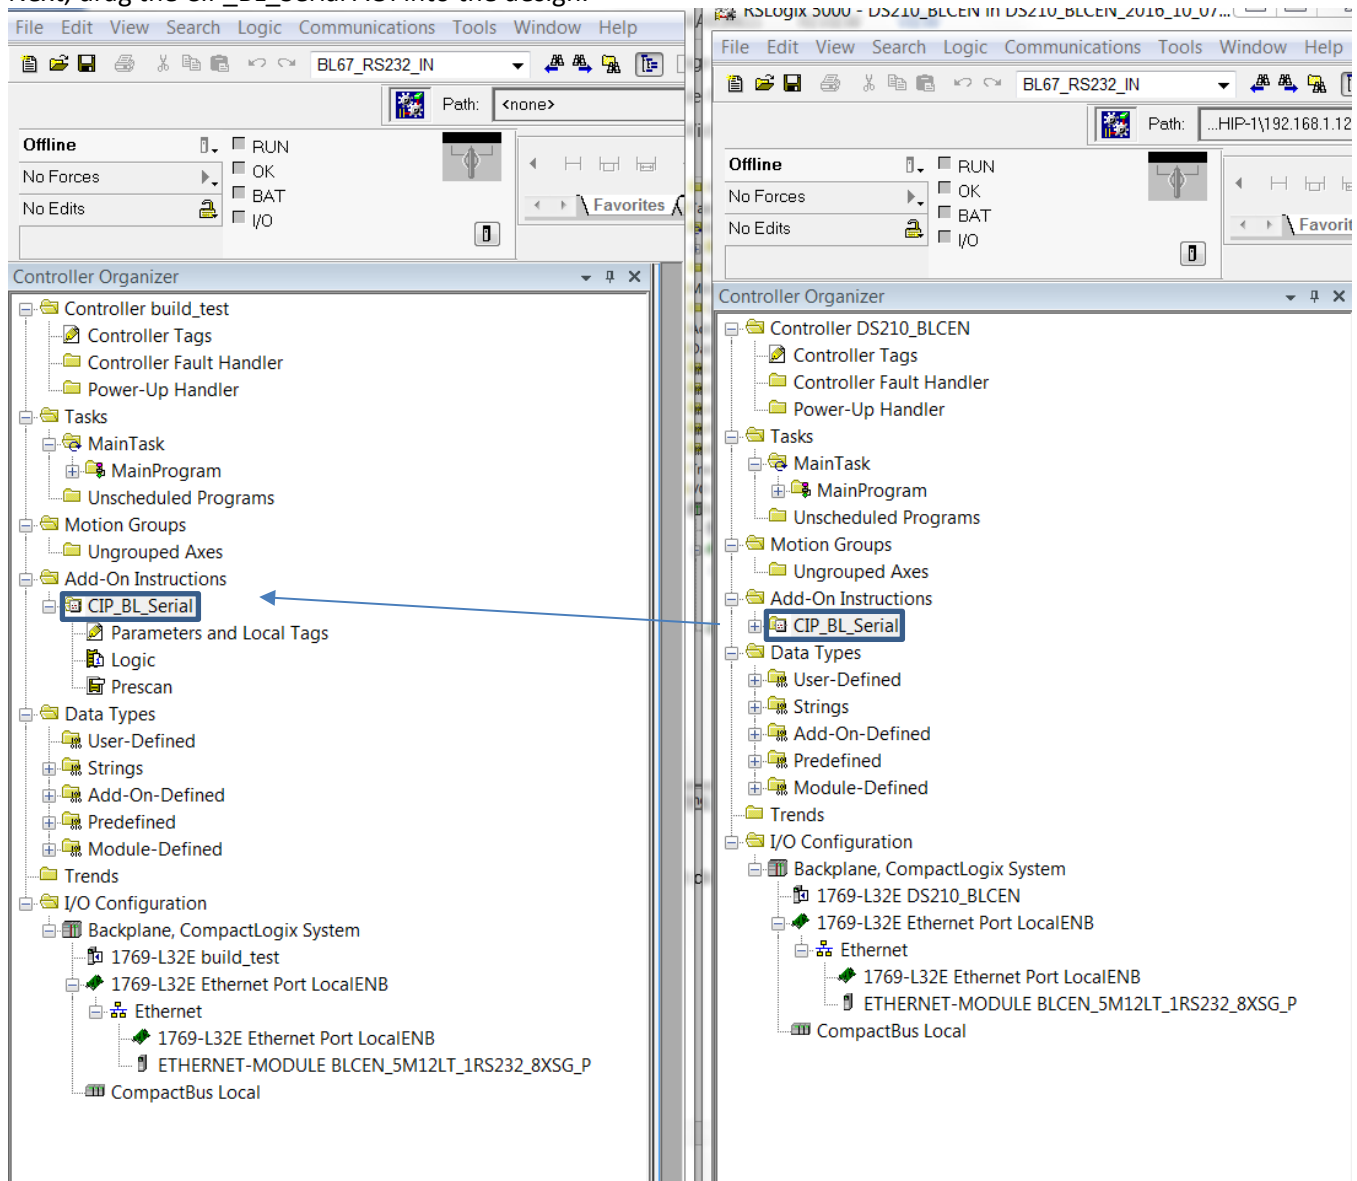 Next, drag the CIP_BL_Serial AOI into the design.
File Edit View Search Logic Communications Tools Window Help
BL67_RS232_IN
Path: <none>
Offline
RUN
No Forces
OK
BAT
No Edits
I/O
Favorites
Controller Organizer
Controller build_test
Controller Tags
Controller Fault Handler
Power-Up Handler
Tasks
MainTask
MainProgram
Unscheduled Programs
Motion Groups
Ungrouped Axes
Add-On Instructions
CIP_BL_Serial
Parameters and Local Tags
Logic
Prescan
Data Types
User-Defined
Strings
Add-On-Defined
Predefined
Module-Defined
Trends
I/O Configuration
Backplane, CompactLogix System
1769-L32E build_test
1769-L32E Ethernet Port LocalENB
Ethernet
1769-L32E Ethernet Port LocalENB
ETHERNET-MODULE BLCEN_5M12LT_1RS232_8XSG_P
CompactBus Local
RSLogix 5000 - DS210_BLCEN in DS210_BLCEN_2016_10_07...
File Edit View Search Logic Communications Tools Window Help
BL67_RS232_IN
Path: ...HIP-1\192.168.1.12
Offline
RUN
No Forces
OK
BAT
No Edits
I/O
Favorit
Controller Organizer
Controller DS210_BLCEN
Controller Tags
Controller Fault Handler
Power-Up Handler
Tasks
MainTask
MainProgram
Unscheduled Programs
Motion Groups
Ungrouped Axes
Add-On Instructions
CIP_BL_Serial
Data Types
User-Defined
Strings
Add-On-Defined
Predefined
Module-Defined
Trends
I/O Configuration
Backplane, CompactLogix System
1769-L32E DS210_BLCEN
1769-L32E Ethernet Port LocalENB
Ethernet
1769-L32E Ethernet Port LocalENB
ETHERNET-MODULE BLCEN_5M12LT_1RS232_8XSG_P
CompactBus Local